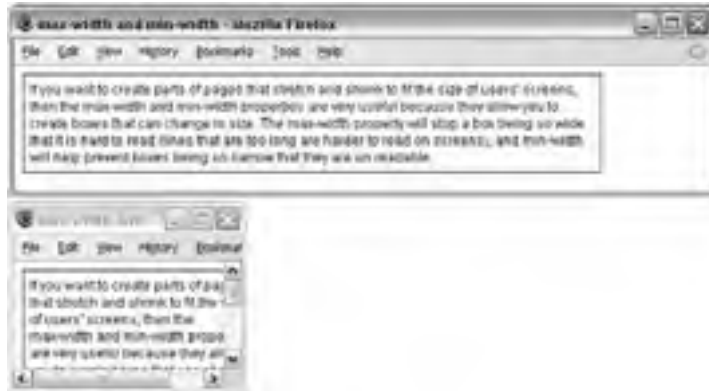 max-width and min-width - Mozilla Firefox
File Edit View History Bookmarks Tools Help
If you want to create parts of pages that stretch and shrink to fit the size of users' screens,
then the max-width and min-width properties are very useful because they allow you to
create boxes that can change in size. The max-width property will stop a box being so wide
that it is hard to read (lines that are too long are harder to read on screens), and min-width
will help prevent boxes being so narrow that they are un readable.
max-width and
File Edit View History Bookmar
If you want to create parts of pag
that stretch and shrink to fit the
of users' screens, then the
max-width and min-width prope
are very useful because they all